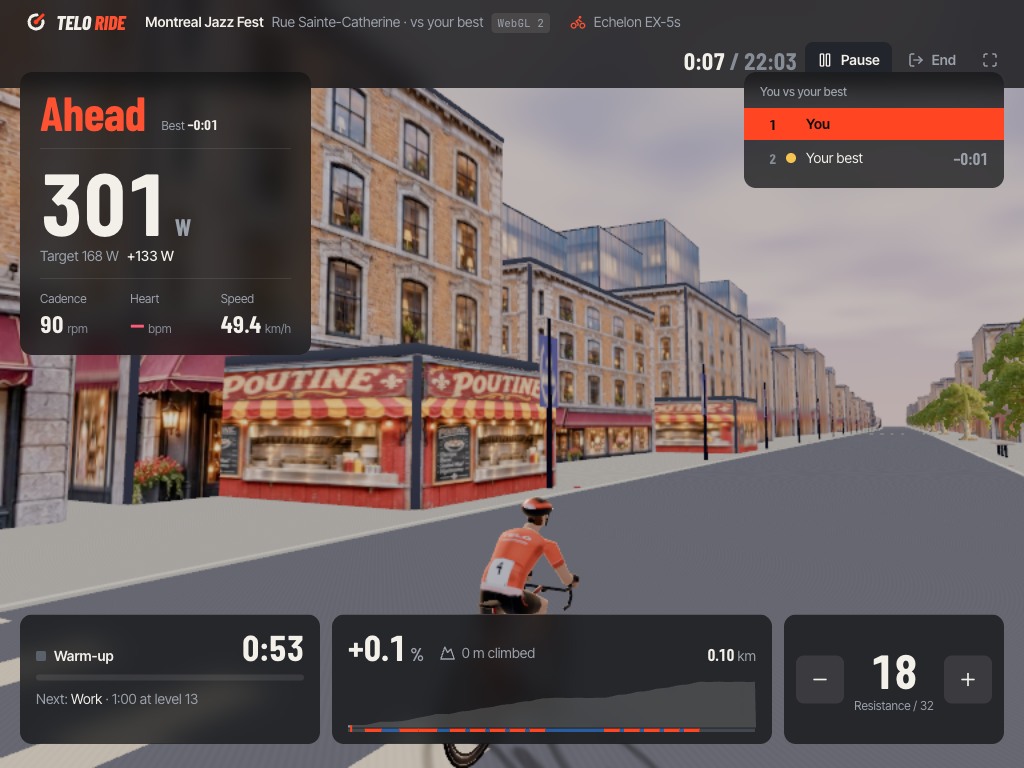 TELO RIDE Montreal Jazz Fest Rue Sainte-Catherine · vs your best WebGL 2 Echelon EX-5s
0:07 / 22:03 Pause End
Ahead Best −0:01
301 W
Target 168 W +133 W
Cadence Heart Speed
90 rpm — bpm 49.4 km/h
You vs your best
1 You
2 Your best −0:01
POUTINE POUTINE
POUTINE
4
Warm-up 0:53
Next: Work · 1:00 at level 13
+0.1 % 0 m climbed 0.10 km
− 18 +
Resistance / 32